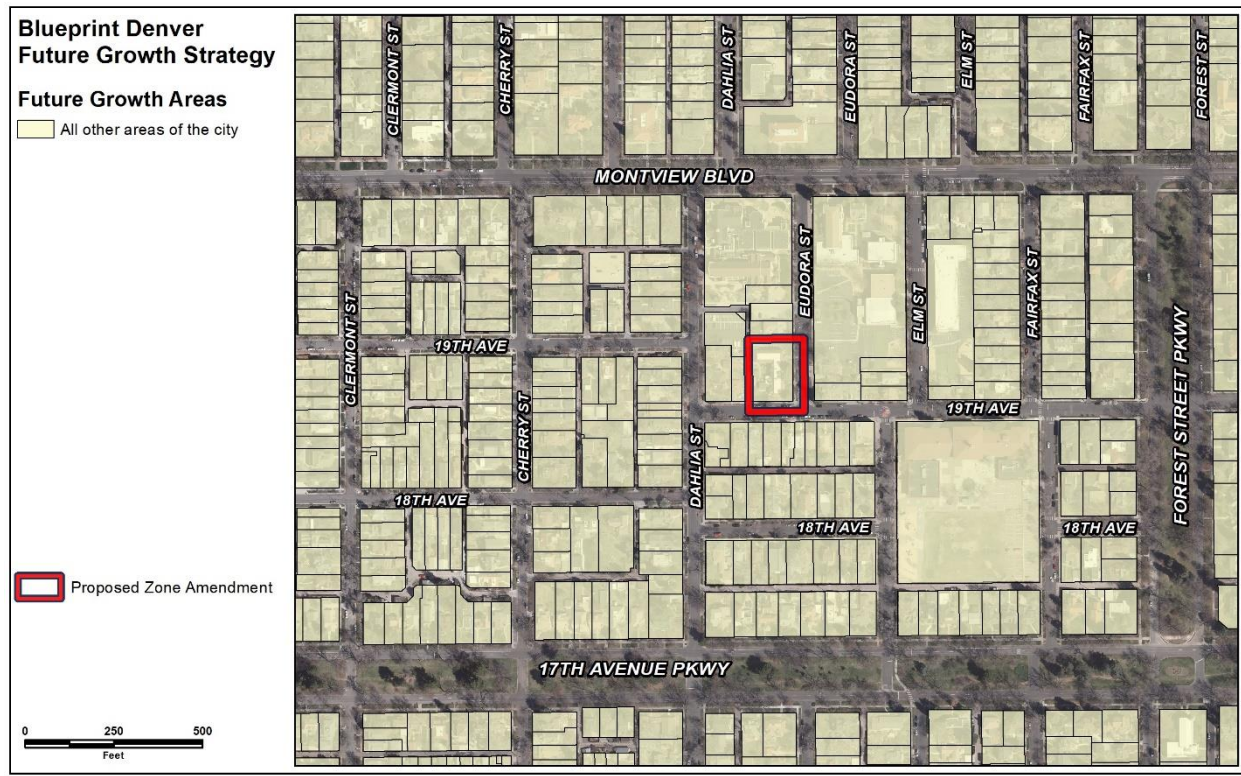 Blueprint Denver
Future Growth Strategy
Future Growth Areas
All other areas of the city
Proposed Zone Amendment
0 250 500
Feet
CLERMONT ST
CHERRY ST
DAHLIA ST
EUDORA ST
ELM ST
FAIRFAX ST
FOREST ST
MONTVIEW BLVD
EUDORA ST
ELM ST
FAIRFAX ST
CLERMONT ST
19TH AVE
FOREST STREET PKWY
CHERRY ST
DAHLIA ST
19TH AVE
18TH AVE
18TH AVE
18TH AVE
17TH AVENUE PKWY